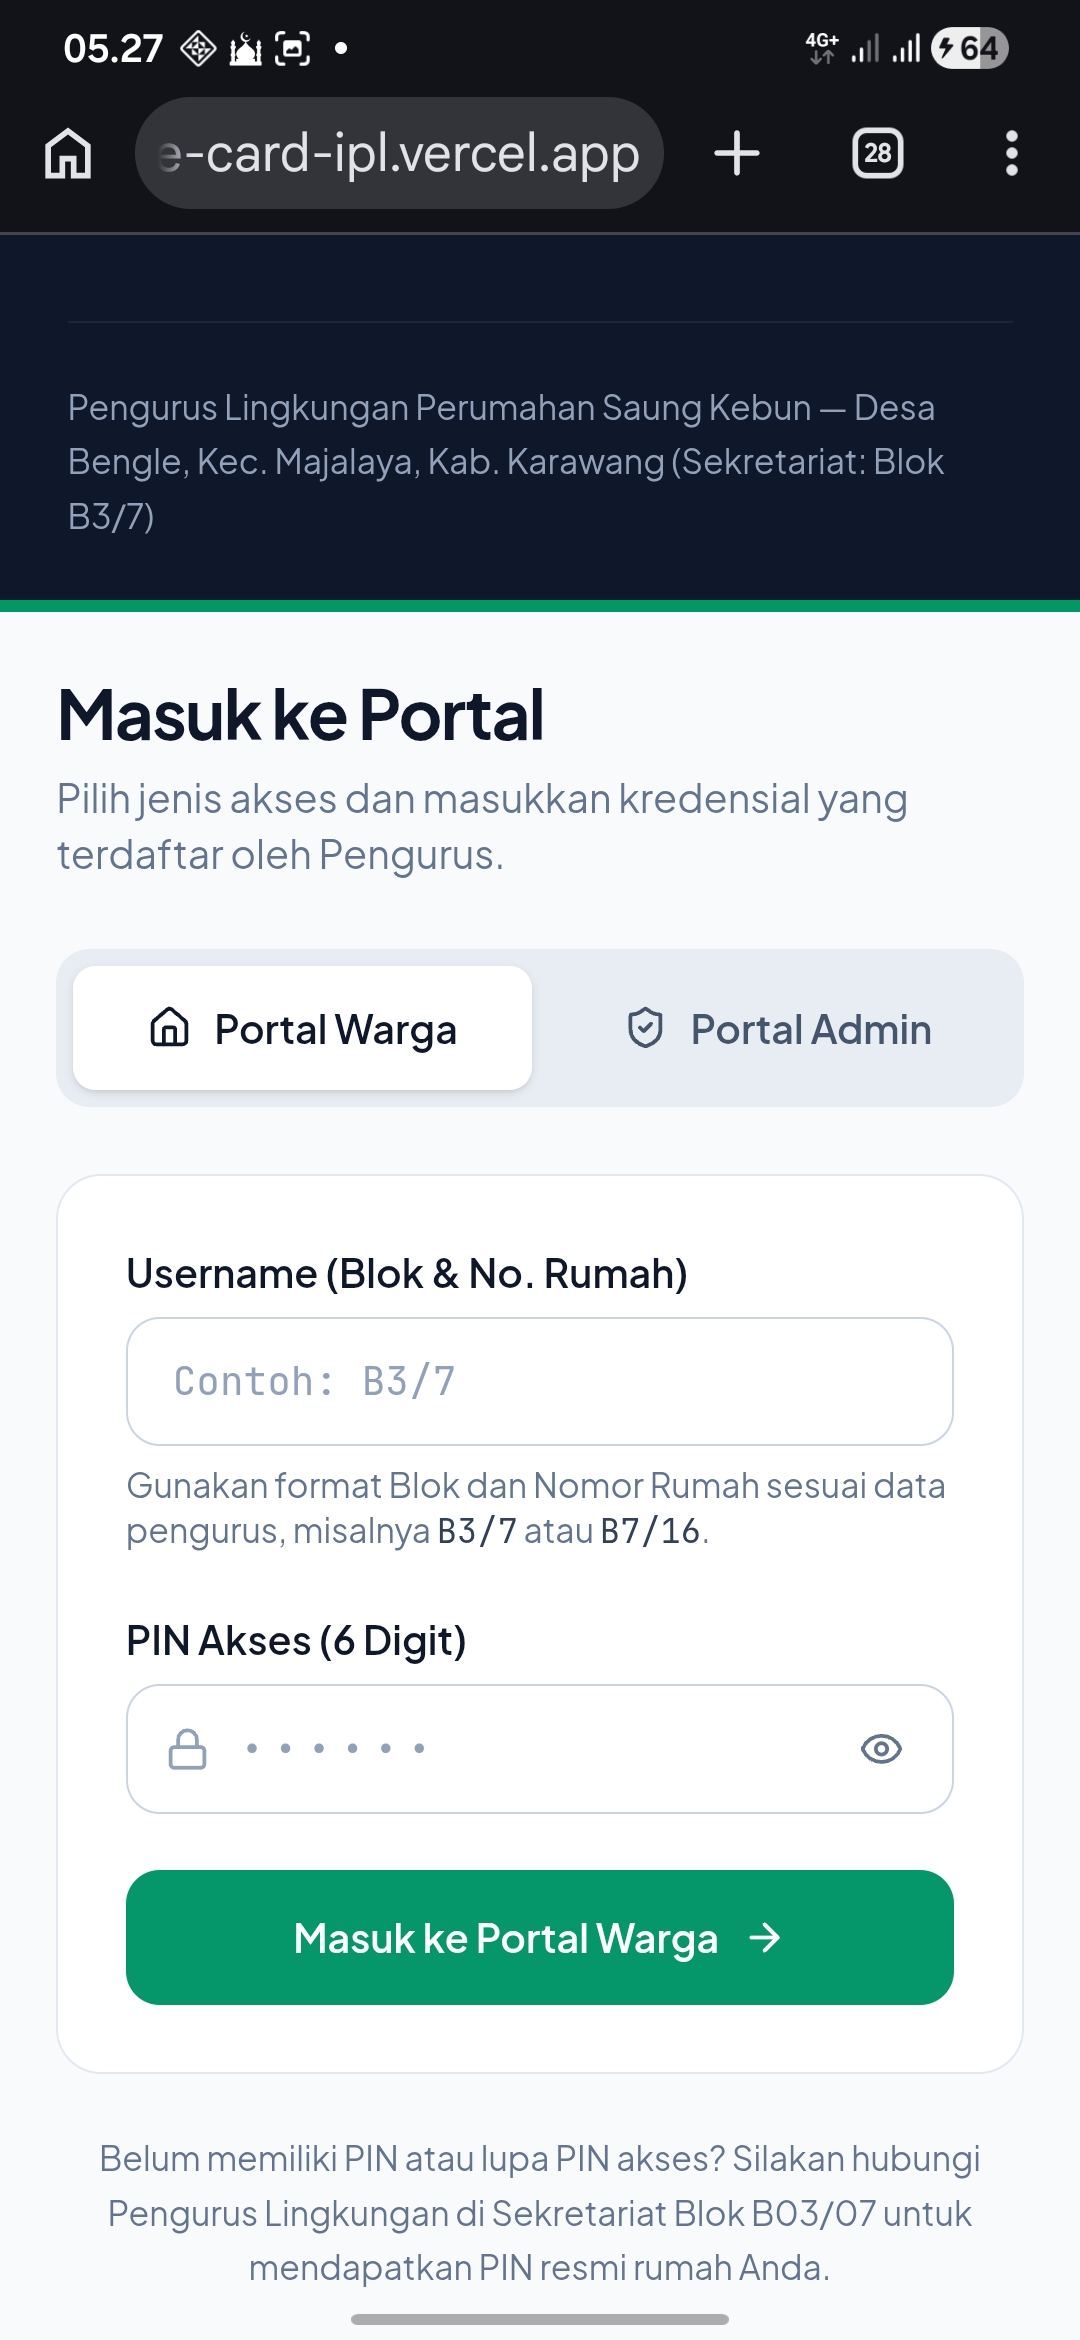 05.27
4G+
64
e-card-ipl.vercel.app
28
Pengurus Lingkungan Perumahan Saung Kebun — Desa
Bengle, Kec. Majalaya, Kab. Karawang (Sekretariat: Blok
B3/7)
Masuk ke Portal
Pilih jenis akses dan masukkan kredensial yang
terdaftar oleh Pengurus.
Portal Warga
Portal Admin
Username (Blok & No. Rumah)
Contoh: B3/7
Gunakan format Blok dan Nomor Rumah sesuai data
pengurus, misalnya B3/7 atau B7/16.
PIN Akses (6 Digit)
••••••
Masuk ke Portal Warga →
Belum memiliki PIN atau lupa PIN akses? Silakan hubungi
Pengurus Lingkungan di Sekretariat Blok B03/07 untuk
mendapatkan PIN resmi rumah Anda.